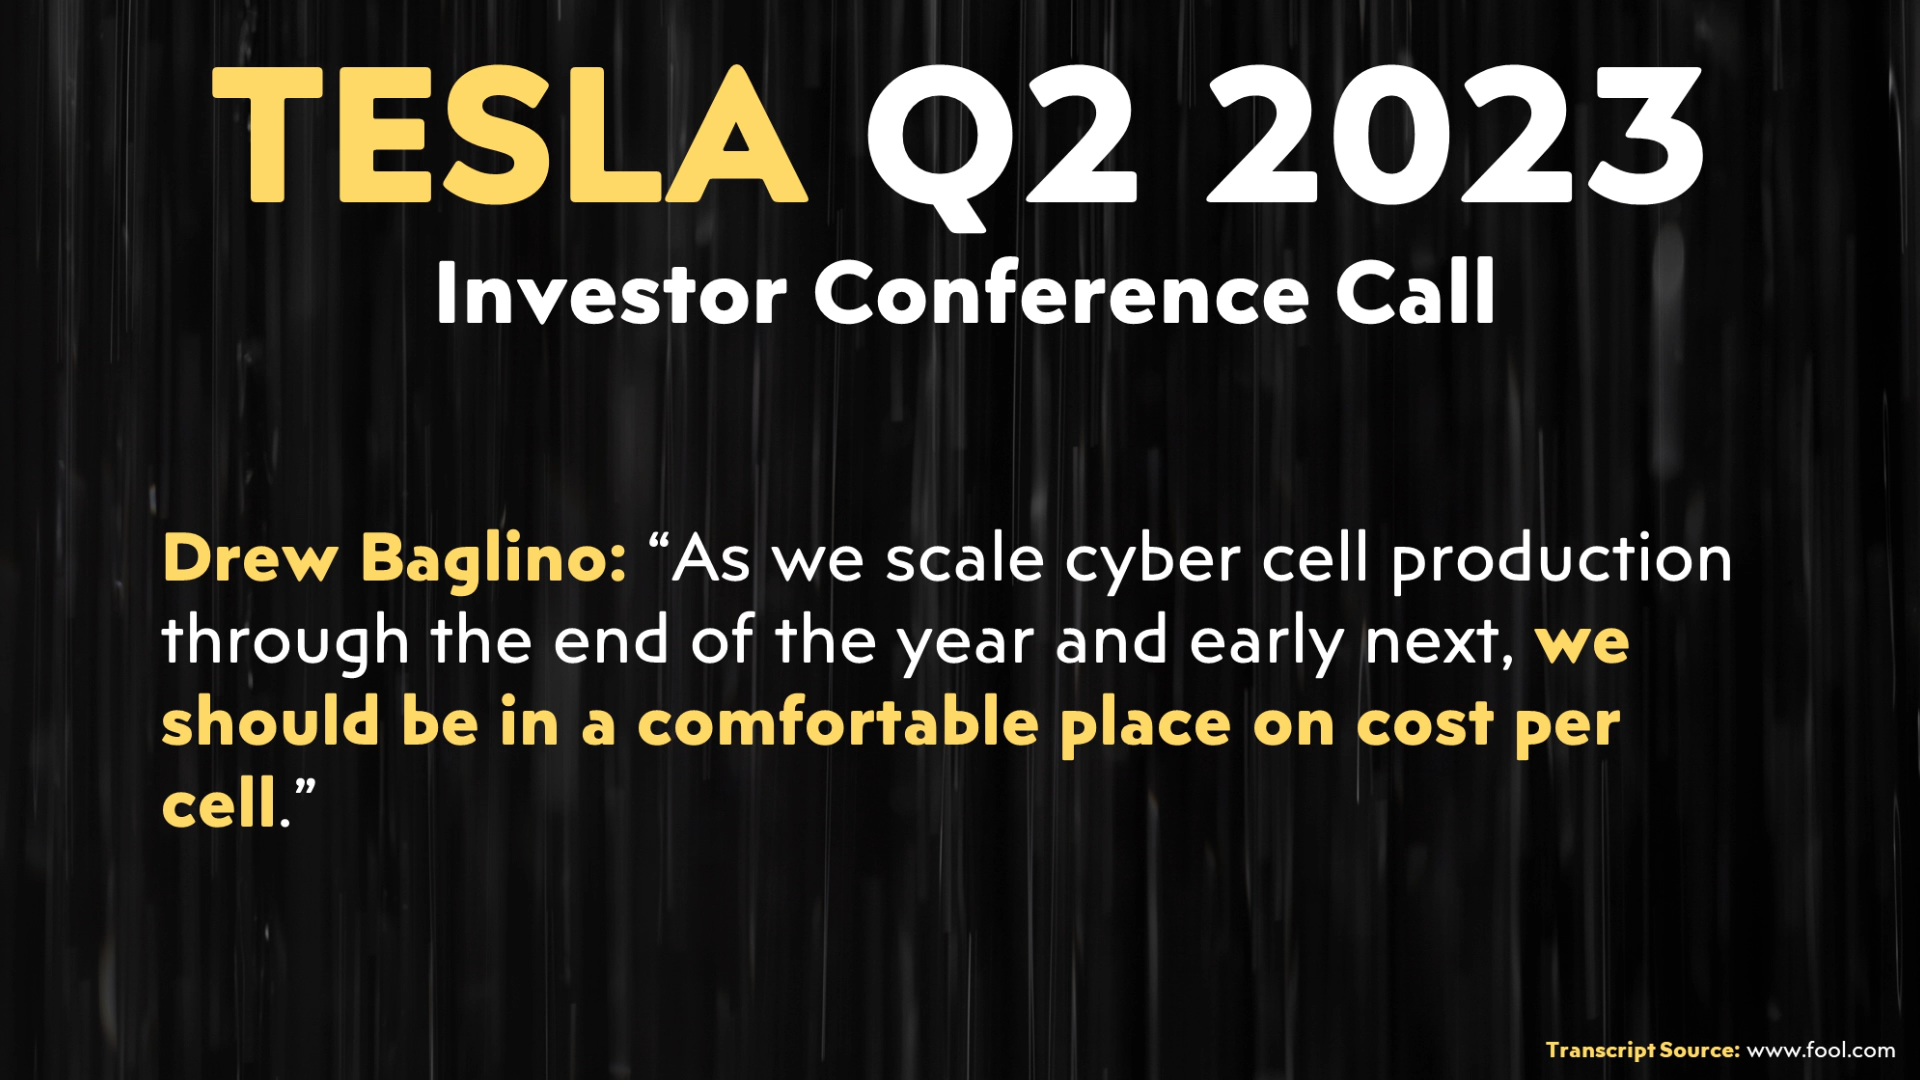 TESLA Q2 2023
Investor Conference Call
Drew Baglino: “As we scale cyber cell production
through the end of the year and early next, we
should be in a comfortable place on cost per
cell.”
Transcript Source: www.fool.com